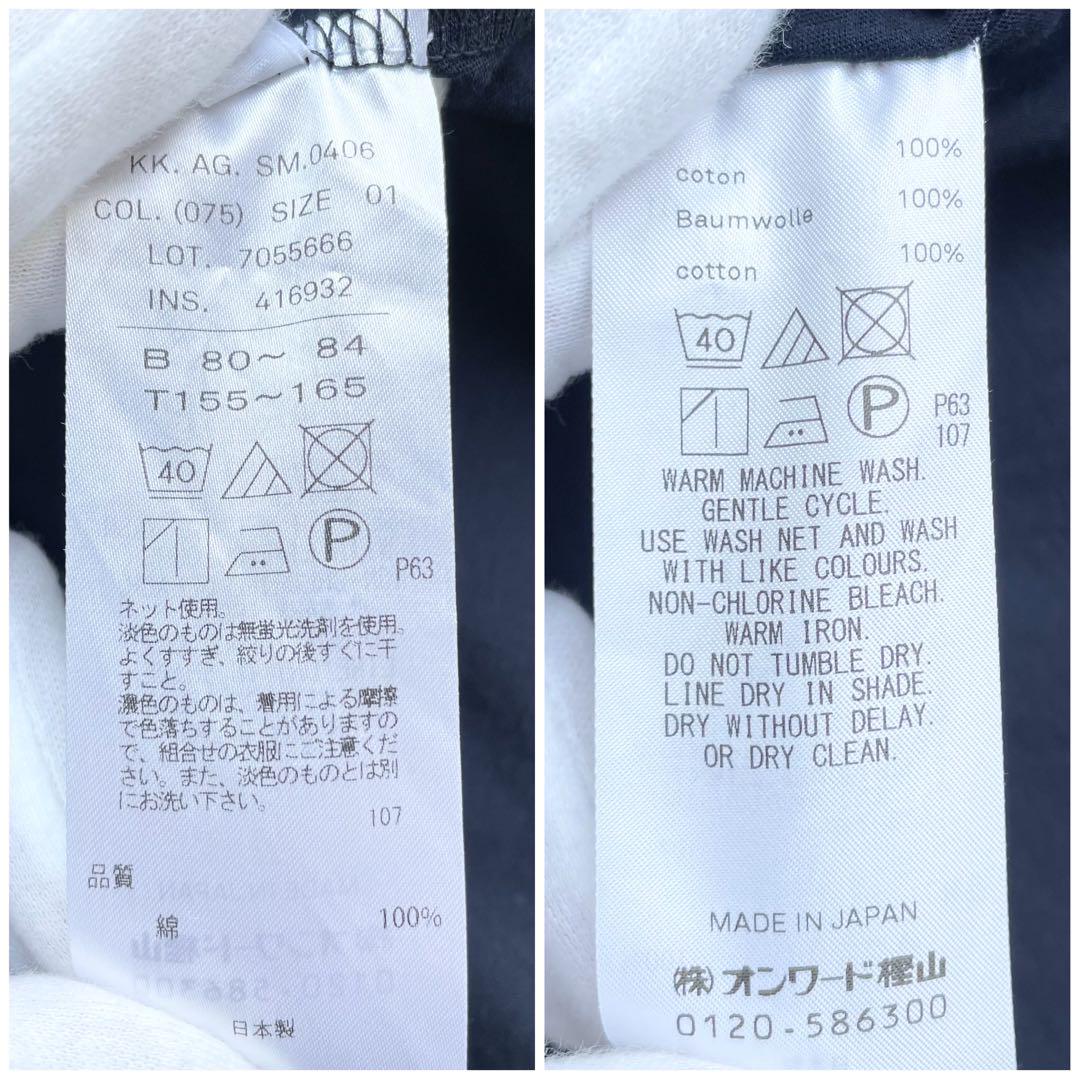 KK. AG. SM.0406
COL. (075) SIZE 01
LOT. 7055666
INS. 416932
B 80～ 84
T155～165
40
P
P63
ネット使用。
淡色のものは無蛍光洗剤を使用。
よくすすぎ、絞りの後すぐに干
すこと。
濃色のものは、着用による摩擦
で色落ちすることがありますの
で、組合せの衣服にご注意くだ
さい。また、淡色のものとは別
にお洗い下さい。
107
品質
綿 100%
日本製
coton 100%
Baumwolle 100%
cotton 100%
40
P
P63
107
WARM MACHINE WASH.
GENTLE CYCLE.
USE WASH NET AND WASH
WITH LIKE COLOURS.
NON-CHLORINE BLEACH.
WARM IRON.
DO NOT TUMBLE DRY.
LINE DRY IN SHADE.
DRY WITHOUT DELAY.
OR DRY CLEAN.
MADE IN JAPAN
(株)オンワード樫山
0120-586300